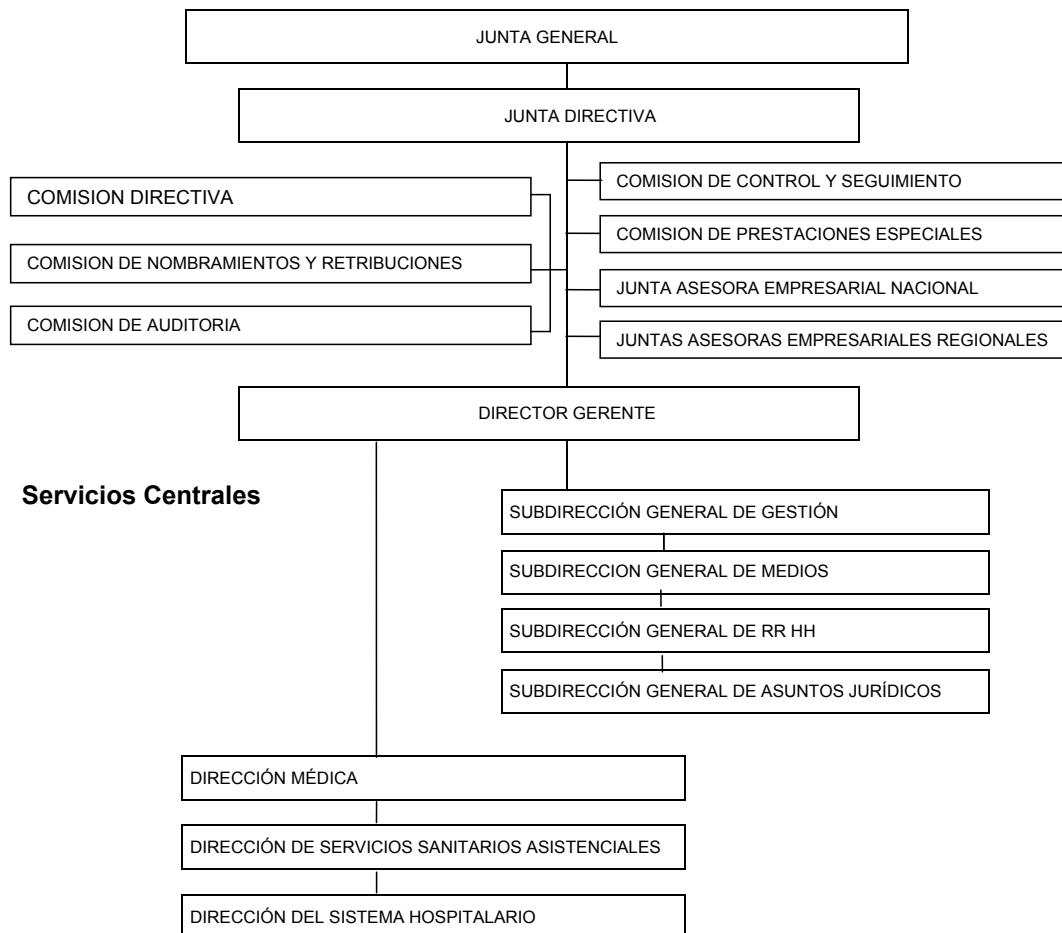 JUNTA GENERAL
JUNTA DIRECTIVA
COMISION DIRECTIVA
COMISION DE NOMBRAMIENTOS Y RETRIBUCIONES
COMISION DE AUDITORIA
COMISION DE CONTROL Y SEGUIMIENTO
COMISION DE PRESTACIONES ESPECIALES
JUNTA ASESORA EMPRESARIAL NACIONAL
JUNTAS ASESORAS EMPRESARIALES REGIONALES
DIRECTOR GERENTE
Servicios Centrales
SUBDIRECCIÓN GENERAL DE GESTIÓN
SUBDIRECCION GENERAL DE MEDIOS
SUBDIRECCIÓN GENERAL DE RR HH
SUBDIRECCIÓN GENERAL DE ASUNTOS JURÍDICOS
DIRECCIÓN MÉDICA
DIRECCIÓN DE SERVICIOS SANITARIOS ASISTENCIALES
DIRECCIÓN DEL SISTEMA HOSPITALARIO